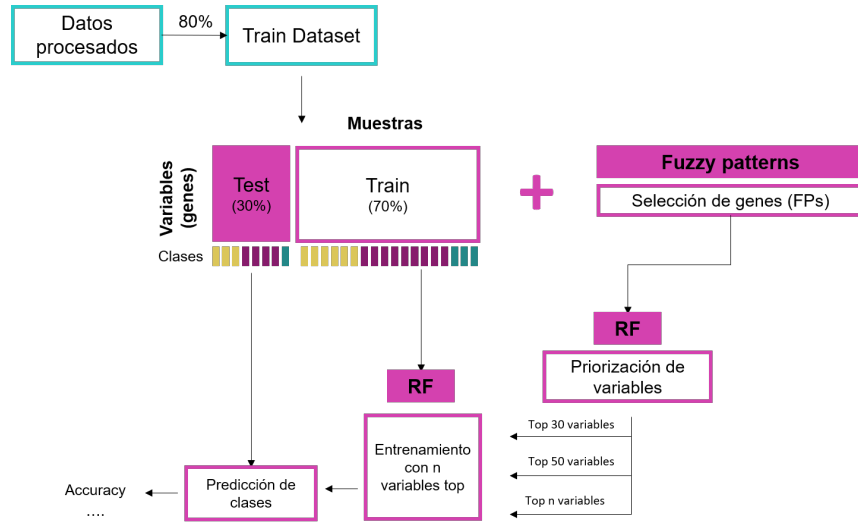 Datos
procesados
80%
Train Dataset
Muestras
Variables
(genes)
Test
(30%)
Train
(70%)
+
Fuzzy patterns
Selección de genes (FPs)
Clases
RF
Priorización de
variables
RF
Entrenamiento
con n
variables top
Top 30 variables
Top 50 variables
Top n variables
Predicción de
clases
Accuracy
....